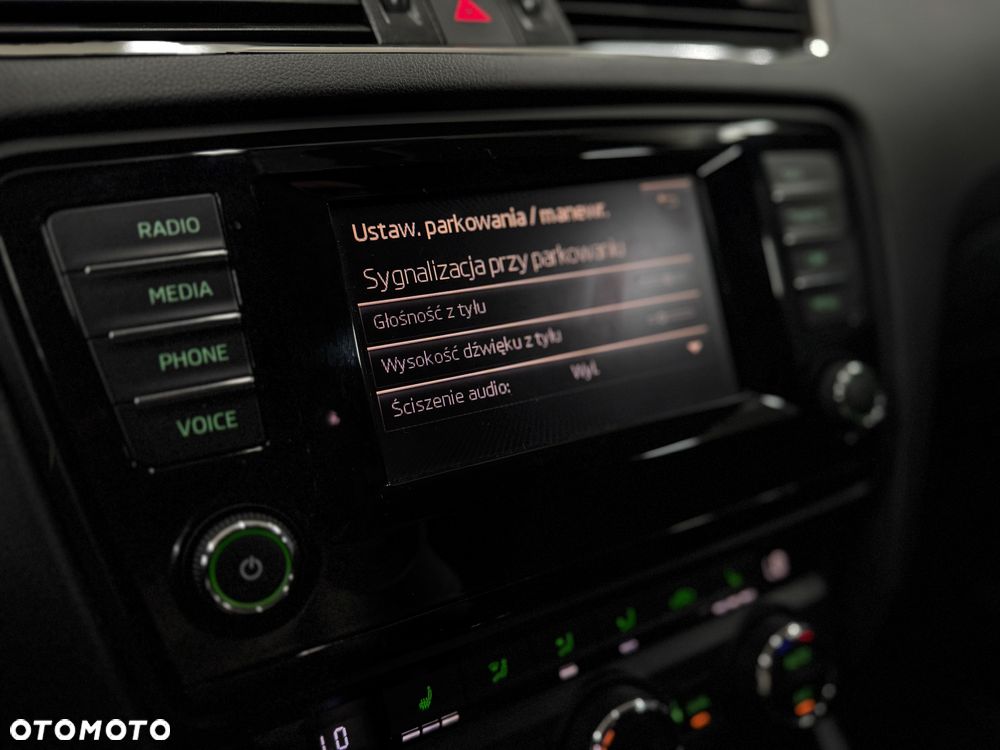 RADIO
MEDIA
PHONE
VOICE
Ustaw. parkowania / manewr.
Sygnalizacja przy parkowaniu
Głośność z tyłu
Wysokość dźwięku z tyłu
Ściszenie audio: Wył.
OTOMOTO